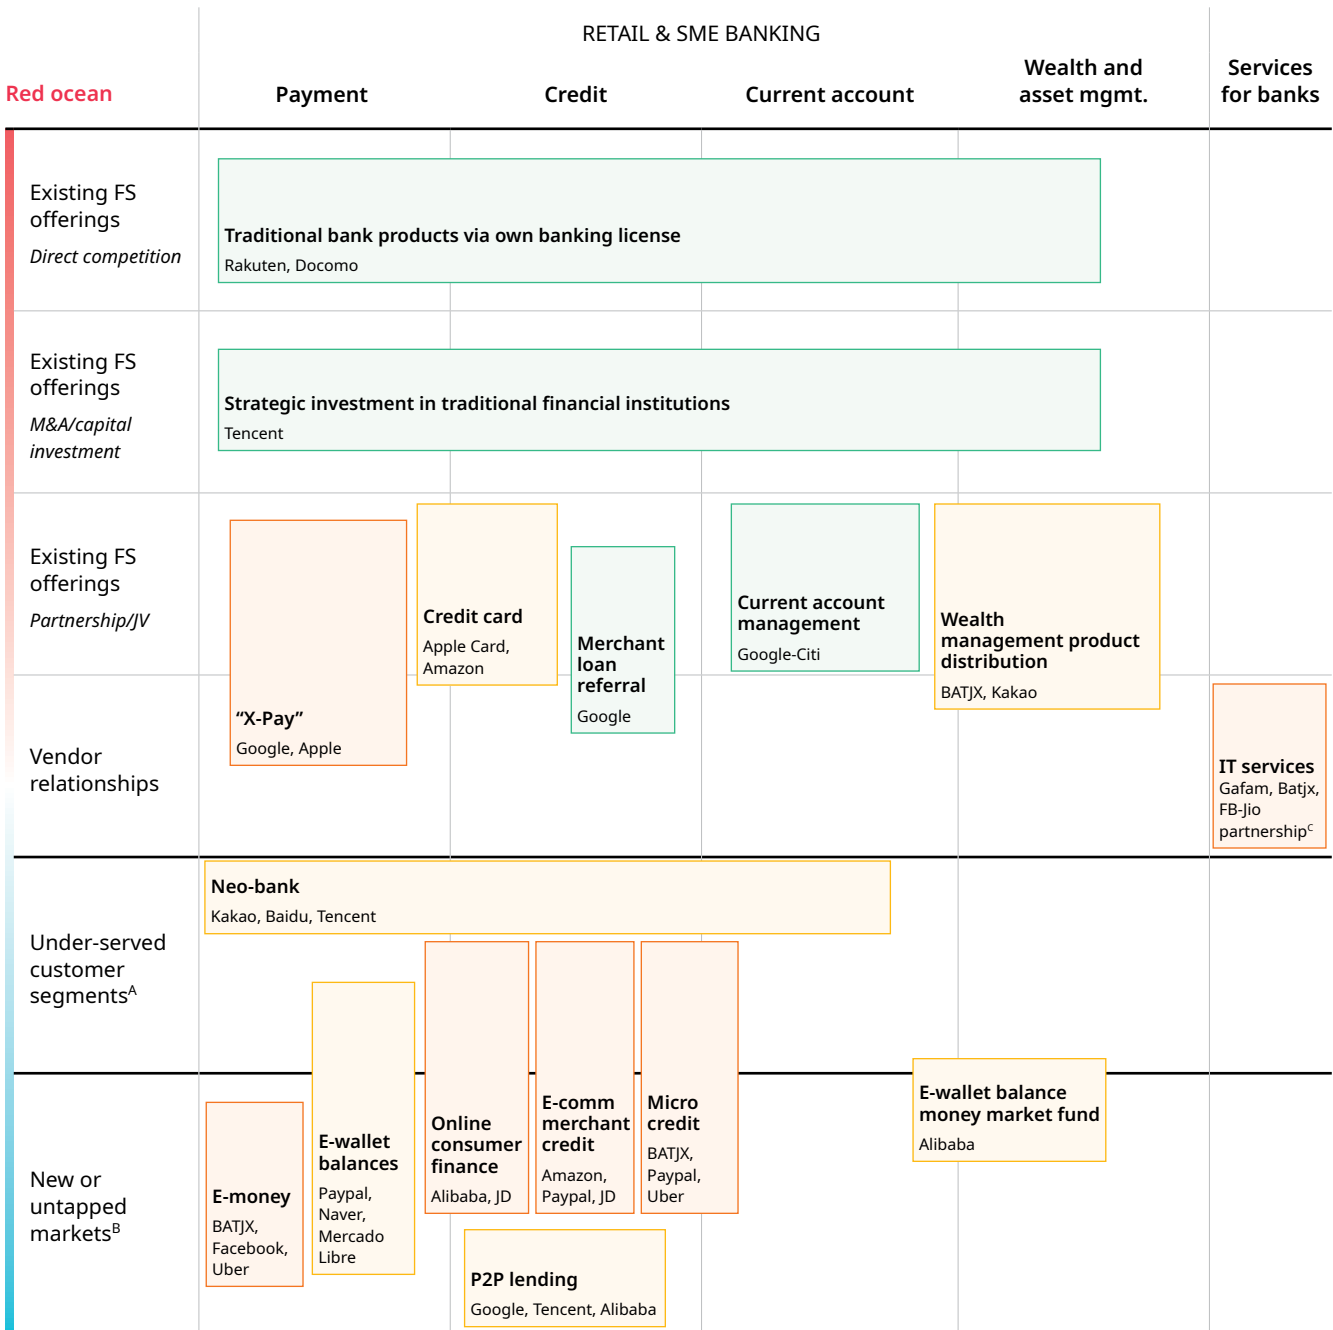 RETAIL & SME BANKING
Red ocean
Payment
Credit
Current account
Wealth and
asset mgmt.
Services
for banks
Existing FS
offerings
Direct competition
Traditional bank products via own banking license
Rakuten, Docomo
Existing FS
offerings
M&A/capital
investment
Strategic investment in traditional financial institutions
Tencent
Existing FS
offerings
Partnership/JV
“X-Pay”
Google, Apple
Credit card
Apple Card,
Amazon
Merchant
loan
referral
Google
Current account
management
Google-Citi
Wealth
management product
distribution
BATJX, Kakao
Vendor
relationships
IT services
Gafam, Batjx,
FB-Jio
partnershipC
Under-served
customer
segmentsA
Neo-bank
Kakao, Baidu, Tencent
New or
untapped
marketsB
E-money
BATJX,
Facebook,
Uber
E-wallet
balances
Paypal,
Naver,
Mercado
Libre
Online
consumer
finance
Alibaba, JD
E-comm
merchant
credit
Amazon,
Paypal, JD
Micro
credit
BATJX,
Paypal,
Uber
E-wallet balance
money market fund
Alibaba
P2P lending
Google, Tencent, Alibaba